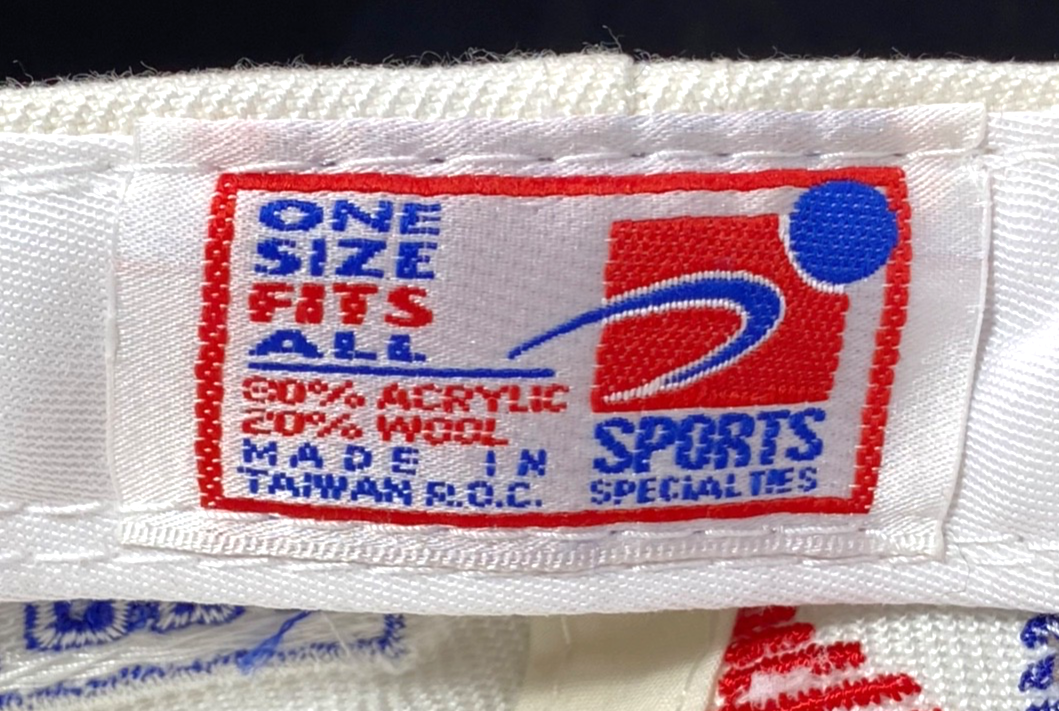 ONE
SIZE
FITS
ALL
80% ACRYLIC
20% WOOL
MADE IN
TAIWAN R.O.C.
SPORTS
SPECIALTIES